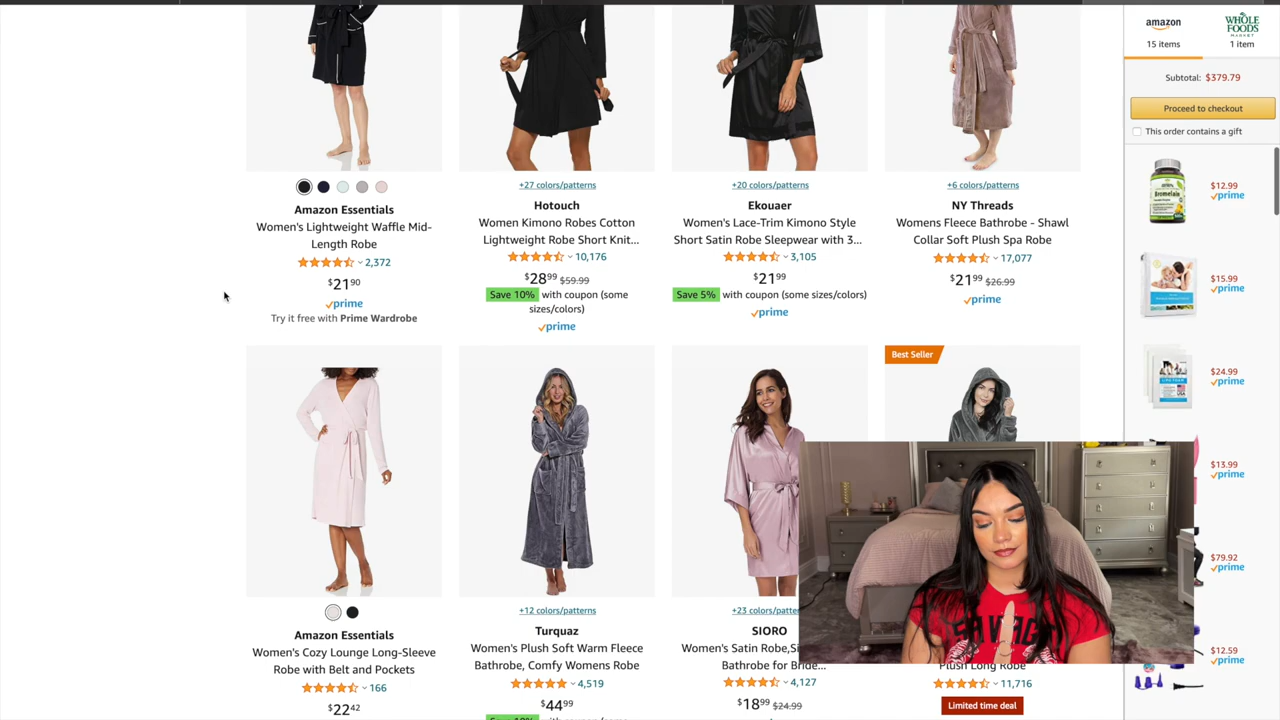 amazon
15 items
WHOLE
FOODS
MARKET
1 item
Subtotal: $379.79
Proceed to checkout
This order contains a gift
+27 colors/patterns
+20 colors/patterns
+6 colors/patterns
Amazon Essentials
Women's Lightweight Waffle Mid-
Length Robe
2,372
$21.90
prime
Try it free with Prime Wardrobe
Hotouch
Women Kimono Robes Cotton
Lightweight Robe Short Knit...
10,176
$28.99 $59.99
Save 10% with coupon (some
sizes/colors)
prime
Ekouaer
Women's Lace-Trim Kimono Style
Short Satin Robe Sleepwear with 3...
3,105
$21.99
Save 5% with coupon (some sizes/colors)
prime
NY Threads
Womens Fleece Bathrobe - Shawl
Collar Soft Plush Spa Robe
17,077
$21.99 $26.99
prime
$12.99
prime
Bromelain
$15.99
prime
$24.99
prime
$13.99
prime
$79.92
prime
$12.59
prime
Best Seller
Amazon Essentials
Women's Cozy Lounge Long-Sleeve
Robe with Belt and Pockets
166
$22.42
+12 colors/patterns
Turquaz
Women's Plush Soft Warm Fleece
Bathrobe, Comfy Womens Robe
4,519
$44.99
+23 colors/patte
SIORO
Women's Satin Robe,Si
Bathrobe for Bride...
4,127
$18.99 $24.99
Plush Long Robe
11,716
Limited time deal